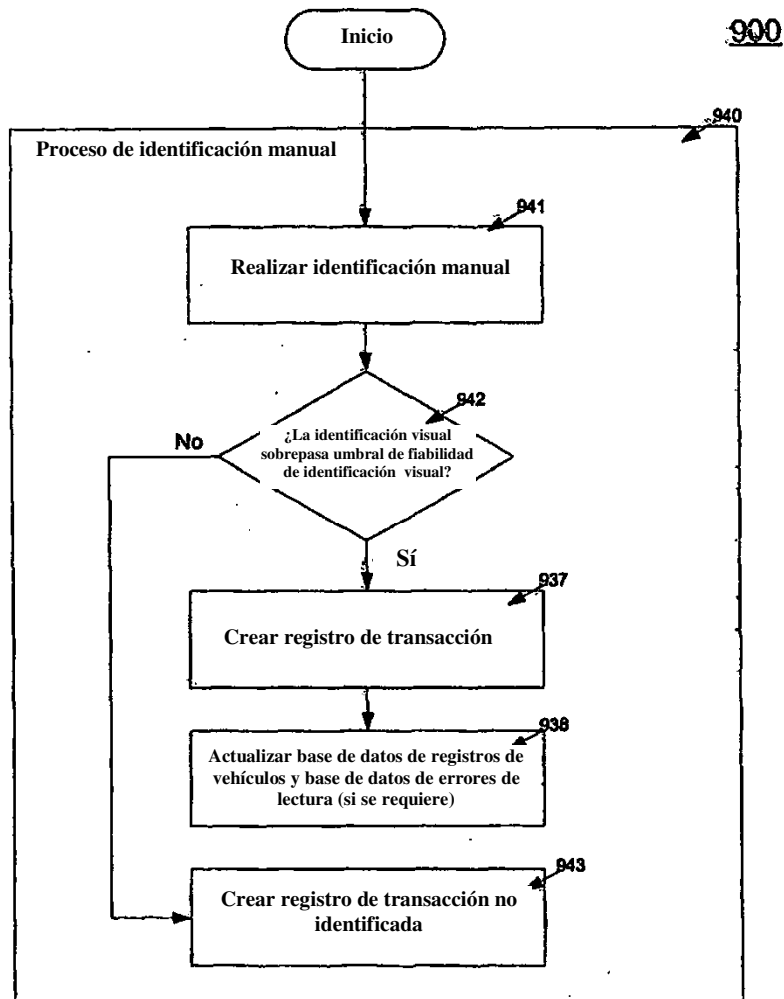 Inicio
900
940
Proceso de identificación manual
941
Realizar identificación manual
942
¿La identificación visual
sobrepasa umbral de fiabilidad
de identificación visual?
No
Sí
937
Crear registro de transacción
938
Actualizar base de datos de registros de
vehículos y base de datos de errores de
lectura (si se requiere)
943
Crear registro de transacción no
identificada